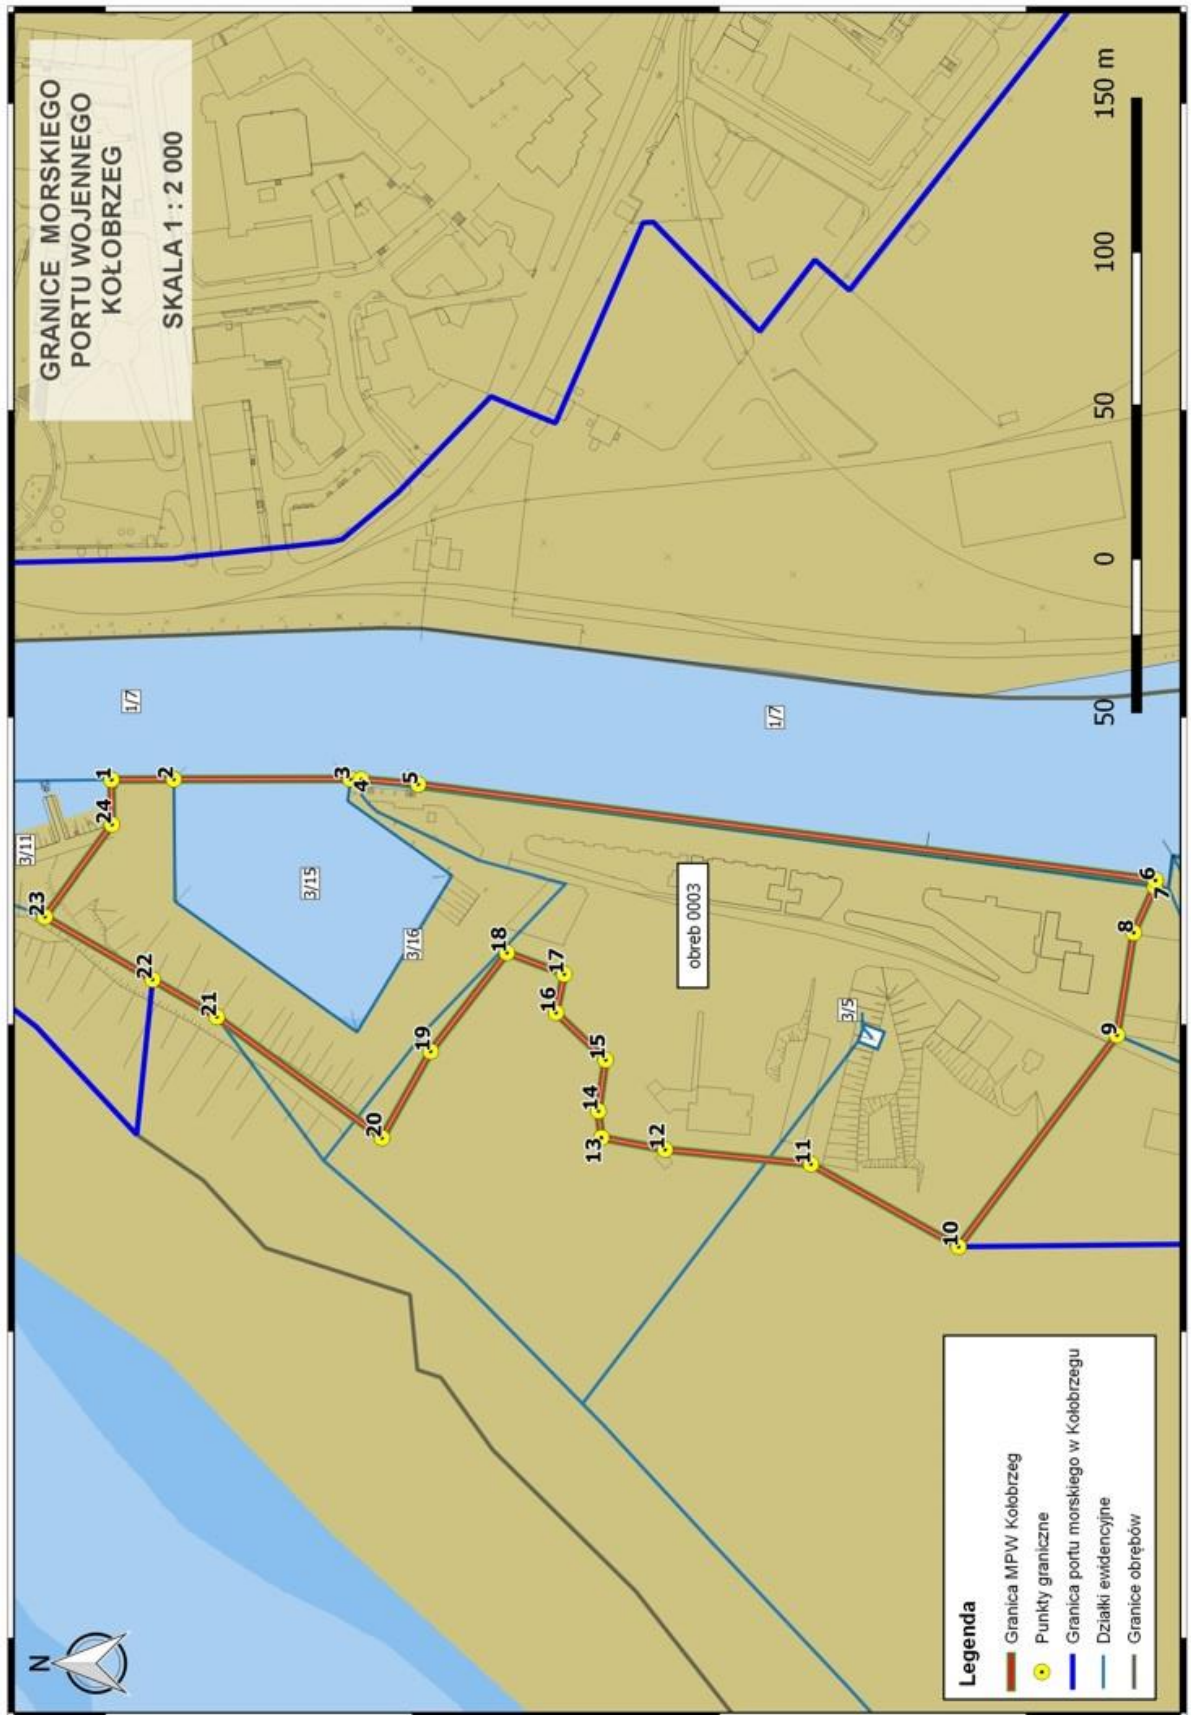 GRANICE MORSKIEGO
PORTU WOJENNEGO
KOŁOBRZEG
SKALA 1 : 2 000
N
3/11
1/7
24
1
2
23
22
21
3/15
3
4
5
3/16
20
19
18
17
16
15
14
13
12
11
obreb 0003
1/7
3/5
10
9
8
6
7
50
0
50
100
150 m
Legenda
Granica MPW Kołobrzeg
Punkty graniczne
Granica portu morskiego w Kołobrzegu
Działki ewidencyjne
Granice obrębów